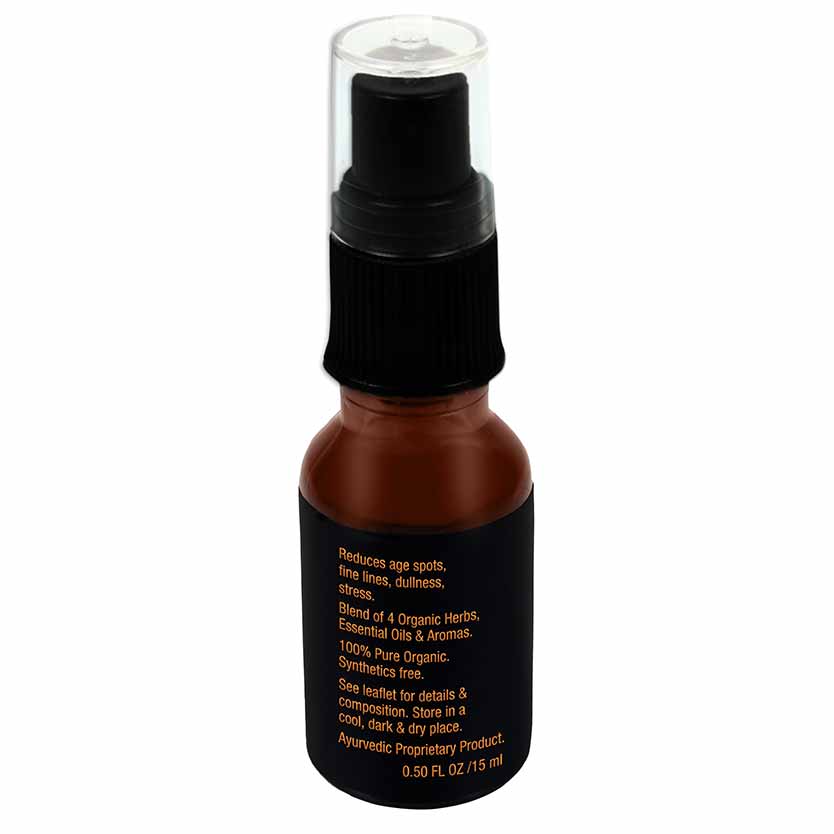 Reduces age spots,
fine lines, dullness,
stress.
Blend of 4 Organic Herbs,
Essential Oils & Aromas.
100% Pure Organic.
Synthetics free.
See leaflet for details &
composition. Store in a
cool, dark & dry place.
Ayurvedic Proprietary Product.
0.50 FL OZ /15 ml